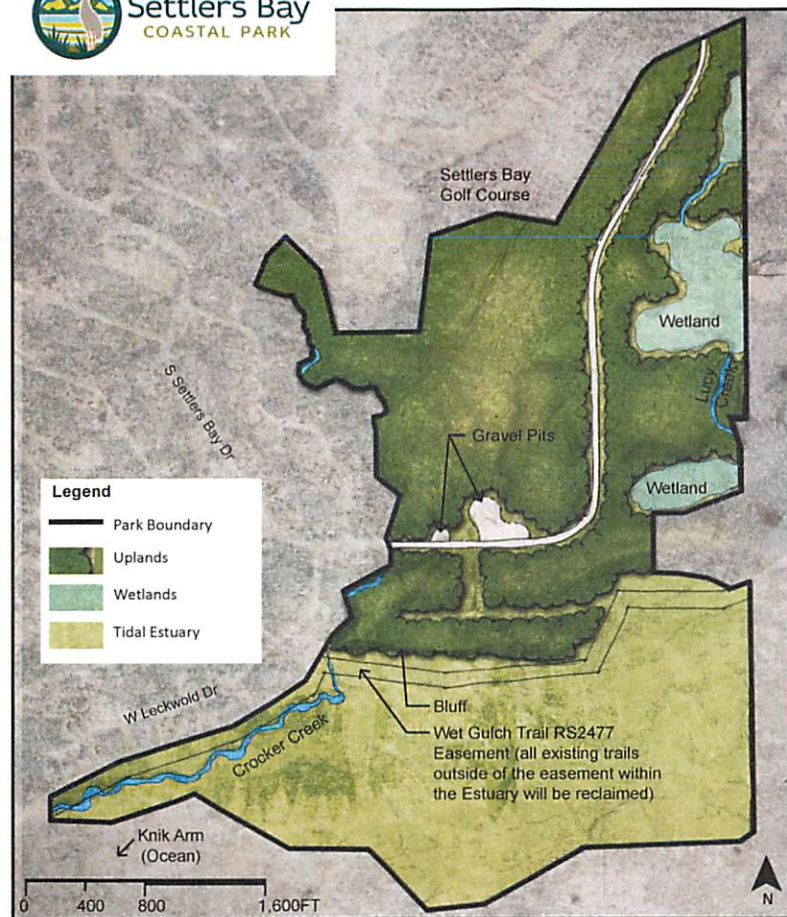 Settlers Bay
COASTAL PARK
Settlers Bay
Golf Course
Wetland
Lucy
Creek
S Settlers Bay Dr
Gravel Pits
Wetland
Legend
Park Boundary
Uplands
Wetlands
Tidal Estuary
W Leckwold Dr
Bluff
Crocker Creek
Wet Gulch Trail RS2477
Easement (all existing trails
outside of the easement within
the Estuary will be reclaimed)
Knik Arm
(Ocean)
0 400 800 1,600FT
N